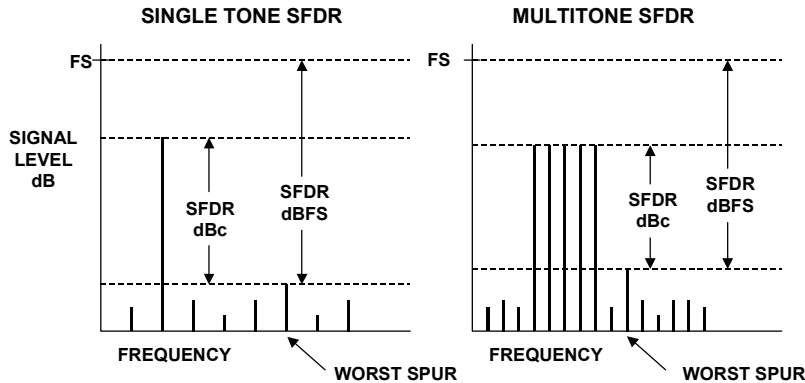 SINGLE TONE SFDR
FS
SIGNAL
LEVEL
dB
SFDR
dBc
SFDR
dBFS
FREQUENCY
WORST SPUR
MULTITONE SFDR
FS
SFDR
dBc
SFDR
dBFS
FREQUENCY
WORST SPUR